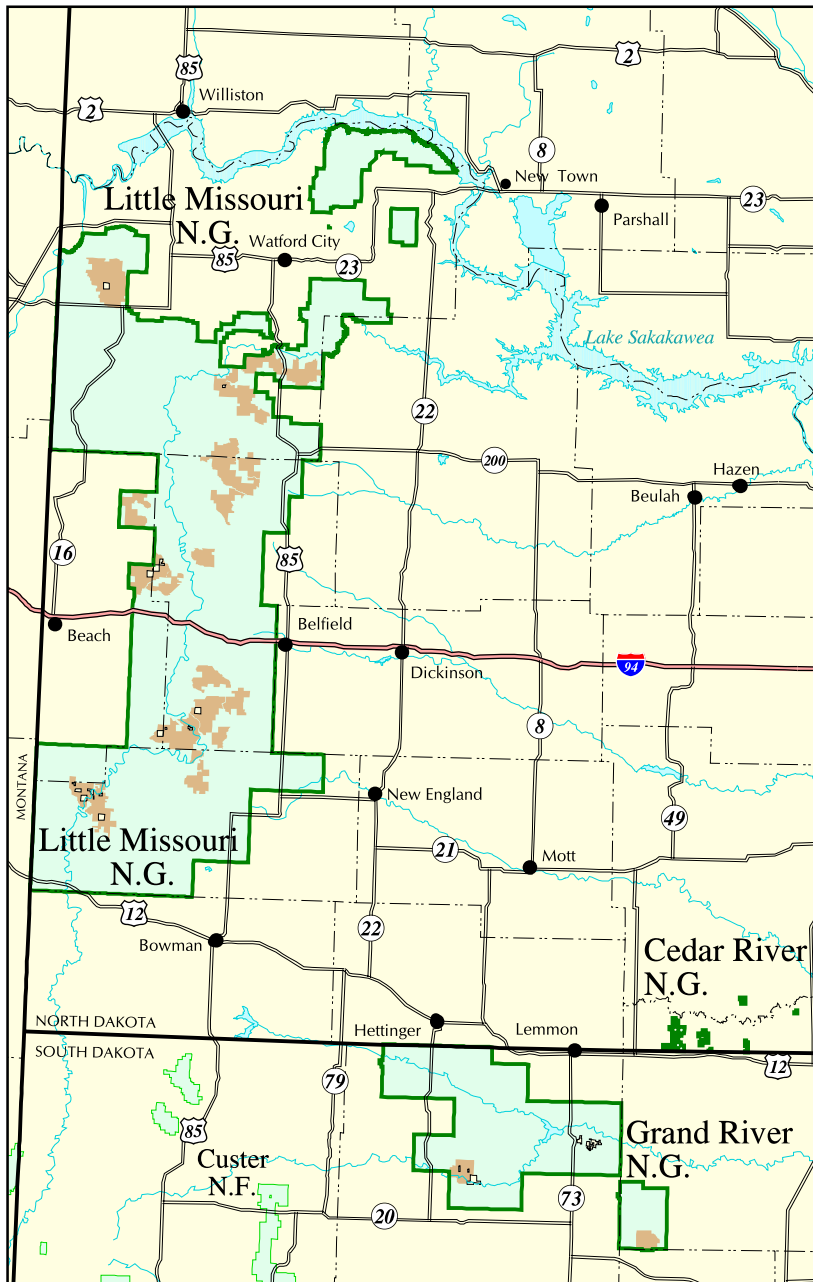 2
85
Williston
2
8
New Town
Little Missouri
N.G.
23
Parshall
Watford City
85
23
Lake Sakakawea
22
200
Hazen
Beulah
16
85
Belfield
Beach
94
Dickinson
8
MONTANA
New England
49
Little Missouri
N.G.
21
Mott
12
22
Bowman
Cedar River
N.G.
NORTH DAKOTA
Hettinger
Lemmon
SOUTH DAKOTA
12
79
85
Grand River
N.G.
Custer
N.F.
73
20